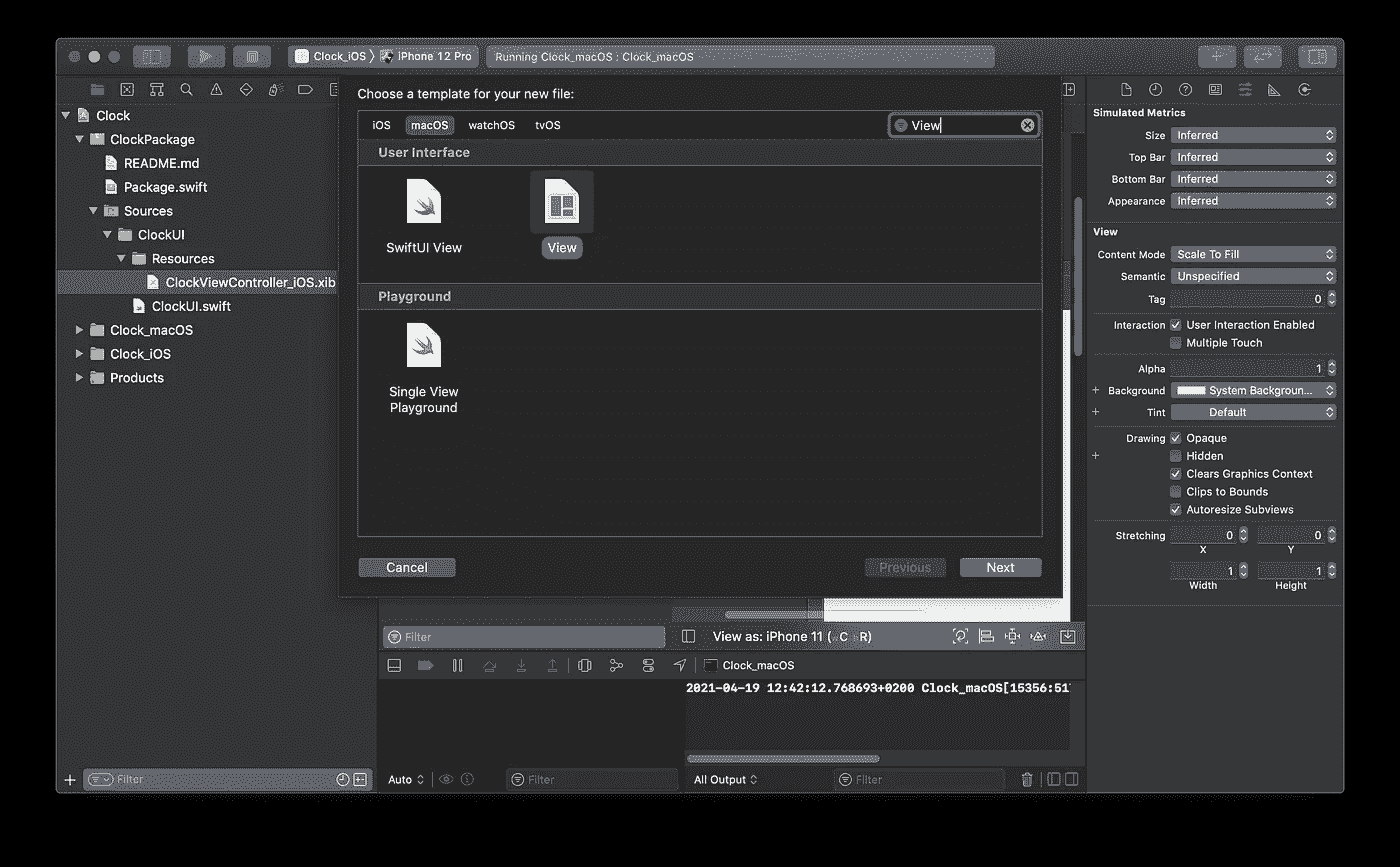 Clock_iOS 〉 iPhone 12 Pro
Running Clock_macOS : Clock_macOS
Clock
ClockPackage
README.md
Package.swift
Sources
ClockUI
Resources
ClockViewController_iOS.xib
ClockUI.swift
Clock_macOS
Clock_iOS
Products
Filter
Choose a template for your new file:
iOS macOS watchOS tvOS
View
User Interface
SwiftUI View
View
Playground
Single View
Playground
Cancel
Previous
Next
Filter
View as: iPhone 11 (wC hR)
Clock_macOS
2021-04-19 12:42:12.768693+0200 Clock_macOS[15356:51
Auto
Filter
All Output
Filter
Simulated Metrics
Size Inferred
Top Bar Inferred
Bottom Bar Inferred
Appearance Inferred
View
Content Mode Scale To Fill
Semantic Unspecified
Tag 0
Interaction User Interaction Enabled
Multiple Touch
Alpha 1
+ Background System Backgroun...
+ Tint Default
Drawing Opaque
+ Hidden
Clears Graphics Context
Clips to Bounds
Autoresize Subviews
Stretching 0 0
X Y
1 1
Width Height